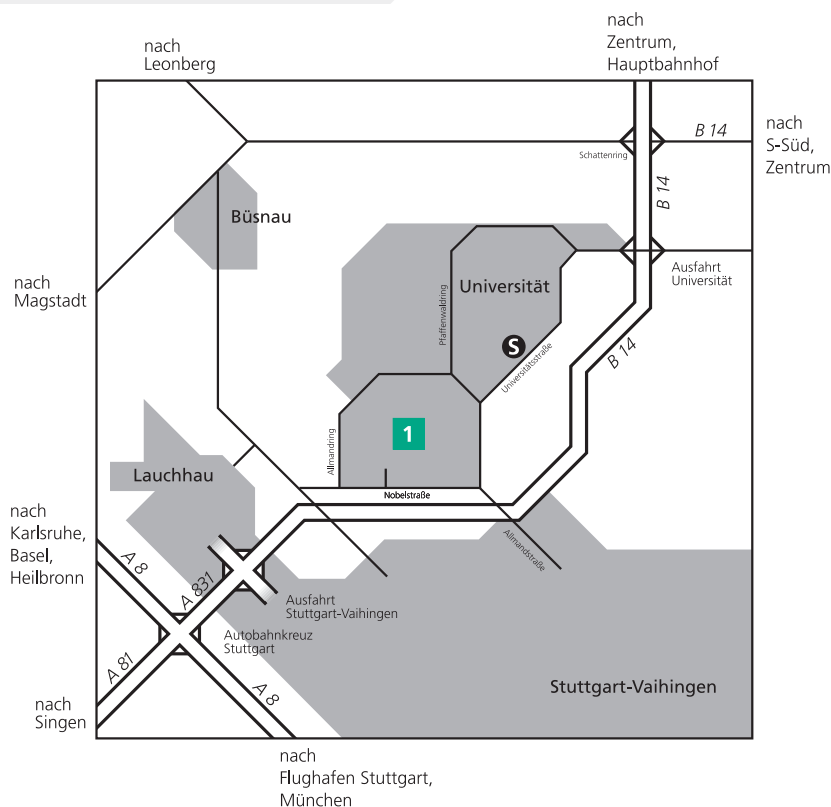 nach
Leonberg
nach
Zentrum,
Hauptbahnhof
B 14
nach
S-Süd,
Zentrum
Schattenring
B 14
Büsnau
Ausfahrt
Universität
nach
Magstadt
Universität
Pfaffenwaldring
S
Universitätsstraße
B 14
1
Allmandring
Lauchhau
Nobelstraße
nach
Karlsruhe,
Basel,
Heilbronn
A 8
A 831
Allmandstraße
Ausfahrt
Stuttgart-Vaihingen
Autobahnkreuz
Stuttgart
A 81
A 8
Stuttgart-Vaihingen
nach
Singen
nach
Flughafen Stuttgart,
München